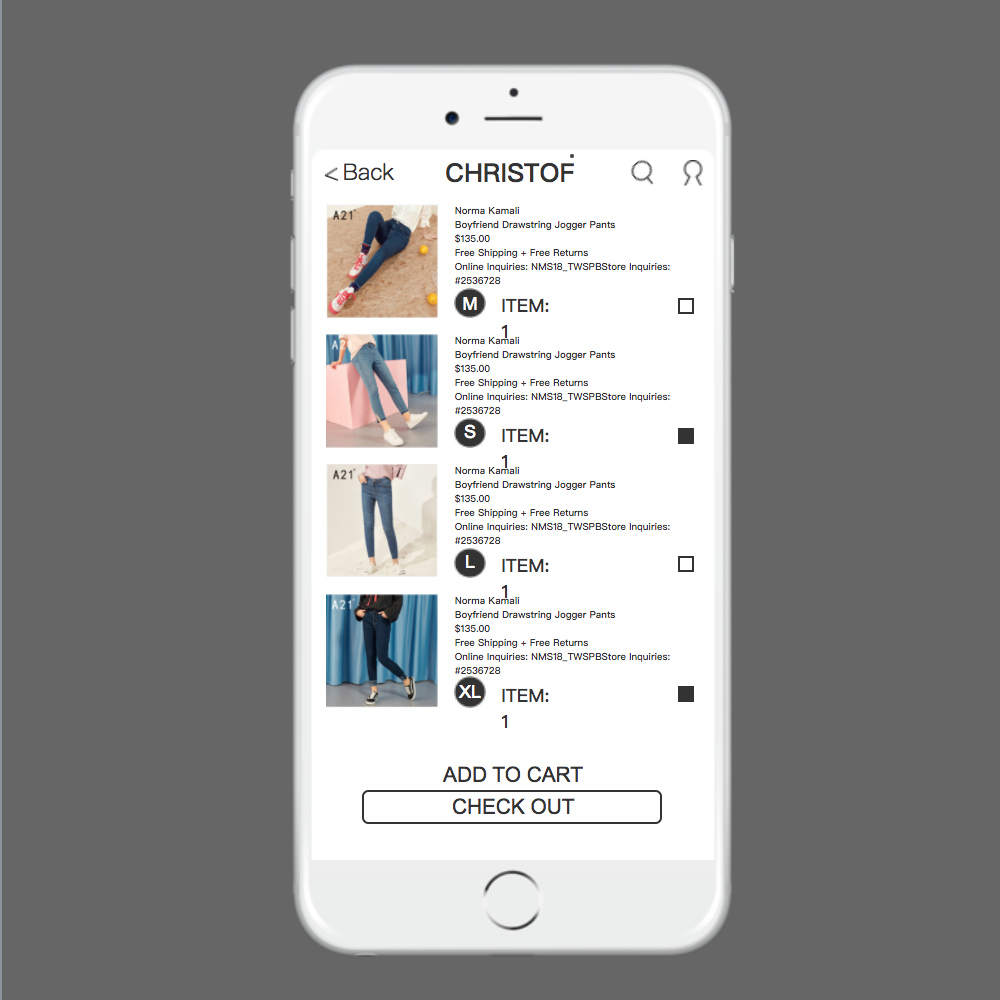 < Back
CHRISTOF
A21
Norma Kamali
Boyfriend Drawstring Jogger Pants
$135.00
Free Shipping + Free Returns
Online Inquiries: NMS18_TWSPBStore Inquiries:
#2536728
M
ITEM:
1
A2
Norma Kamali
Boyfriend Drawstring Jogger Pants
$135.00
Free Shipping + Free Returns
Online Inquiries: NMS18_TWSPBStore Inquiries:
#2536728
S
ITEM:
1
A21
Norma Kamali
Boyfriend Drawstring Jogger Pants
$135.00
Free Shipping + Free Returns
Online Inquiries: NMS18_TWSPBStore Inquiries:
#2536728
L
ITEM:
1
A21
Norma Kamali
Boyfriend Drawstring Jogger Pants
$135.00
Free Shipping + Free Returns
Online Inquiries: NMS18_TWSPBStore Inquiries:
#2536728
XL
ITEM:
1
ADD TO CART
CHECK OUT